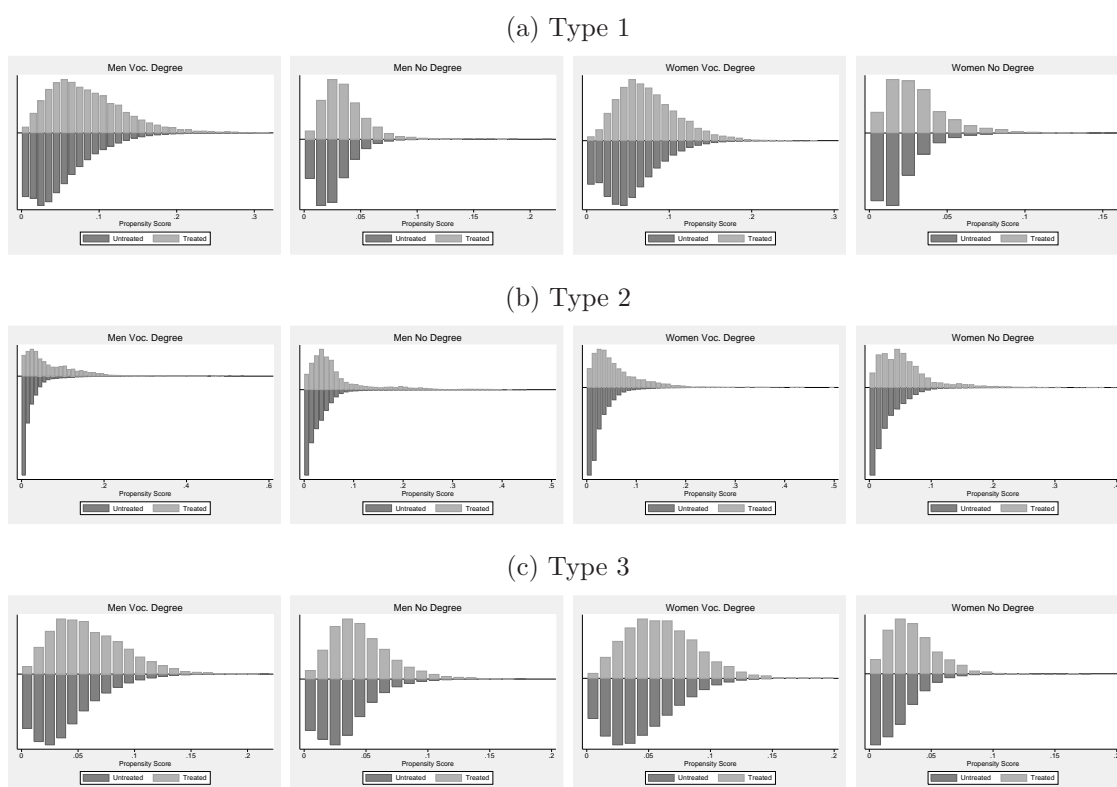 (a) Type 1
Men Voc. Degree
0 .1 .2 .3
Propensity Score
Untreated Treated
Men No Degree
0 .05 .1 .15 .2
Propensity Score
Untreated Treated
Women Voc. Degree
0 .1 .2 .3
Propensity Score
Untreated Treated
Women No Degree
0 .05 .1 .15
Propensity Score
Untreated Treated
(b) Type 2
Men Voc. Degree
0 .2 .4 .6
Propensity Score
Untreated Treated
Men No Degree
0 .1 .2 .3 .4 .5
Propensity Score
Untreated Treated
Women Voc. Degree
0 .1 .2 .3 .4 .5
Propensity Score
Untreated Treated
Women No Degree
0 .1 .2 .3
Propensity Score
Untreated Treated
(c) Type 3
Men Voc. Degree
0 .05 .1 .15 .2
Propensity Score
Untreated Treated
Men No Degree
0 .05 .1 .15 .2
Propensity Score
Untreated Treated
Women Voc. Degree
0 .05 .1 .15 .2
Propensity Score
Untreated Treated
Women No Degree
0 .05 .1 .15
Propensity Score
Untreated Treated